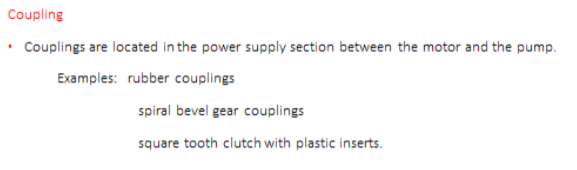 Coupling
• Couplings are located in the power supply section between the motor and the pump.
Examples: rubber couplings
spiral bevel gear couplings
square tooth clutch with plastic inserts.